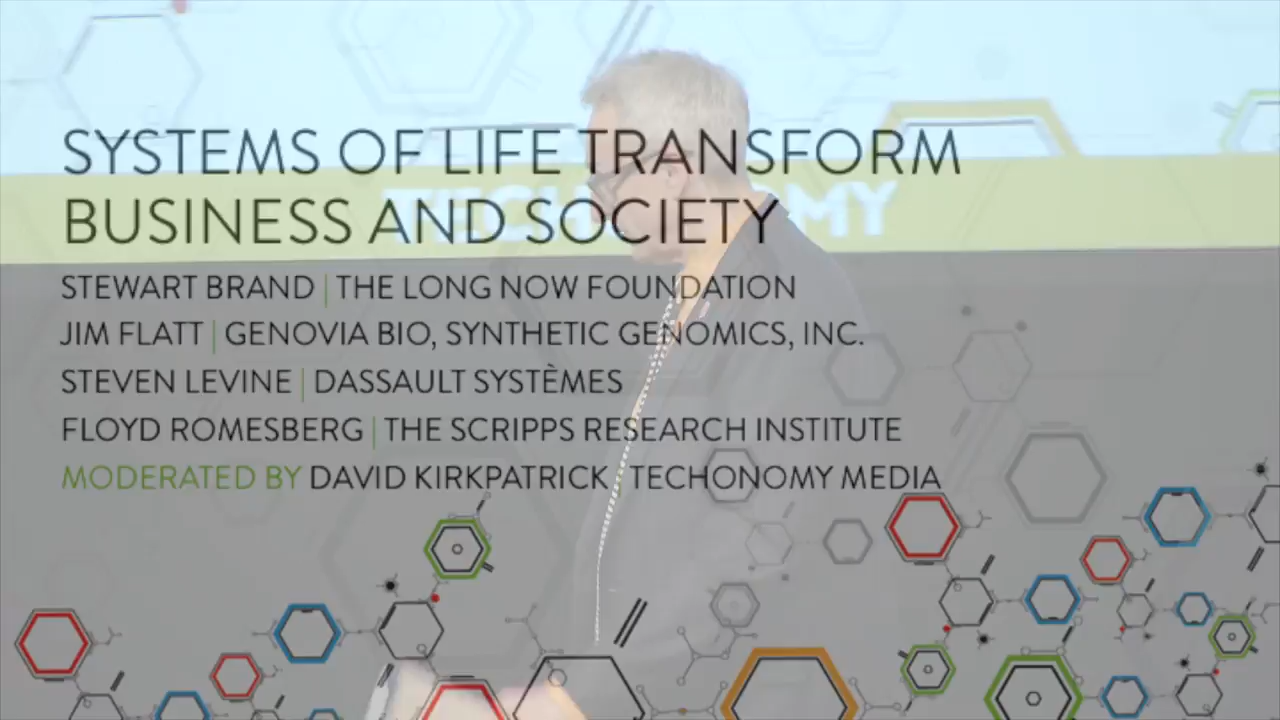 SYSTEMS OF LIFE TRANSFORM
BUSINESS AND SOCIETY
TECHONOMY
STEWART BRAND | THE LONG NOW FOUNDATION
JIM FLATT | GENOVIA BIO, SYNTHETIC GENOMICS, INC.
STEVEN LEVINE | DASSAULT SYSTÈMES
FLOYD ROMESBERG | THE SCRIPPS RESEARCH INSTITUTE
MODERATED BY DAVID KIRKPATRICK | TECHONOMY MEDIA